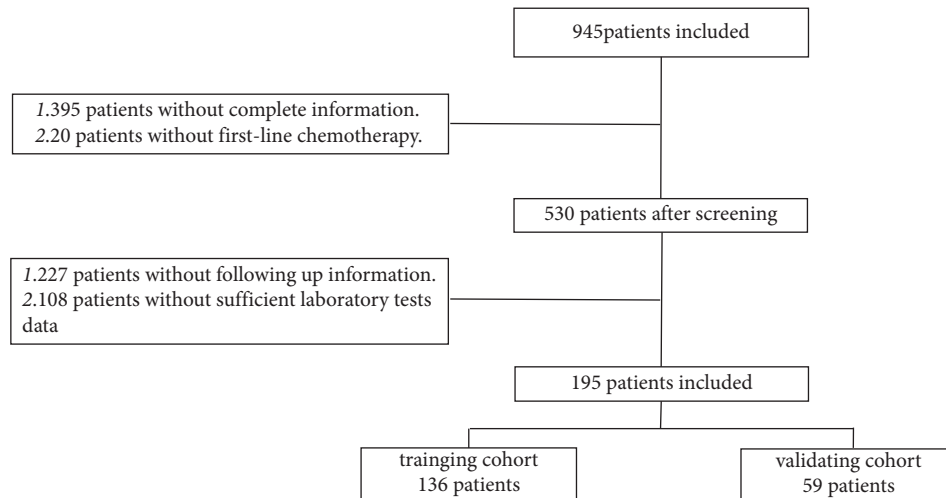 945patients included
1.395 patients without complete information.
2.20 patients without first-line chemotherapy.
530 patients after screening
1.227 patients without following up information.
2.108 patients without sufficient laboratory tests
data
195 patients included
trainging cohort
136 patients
validating cohort
59 patients